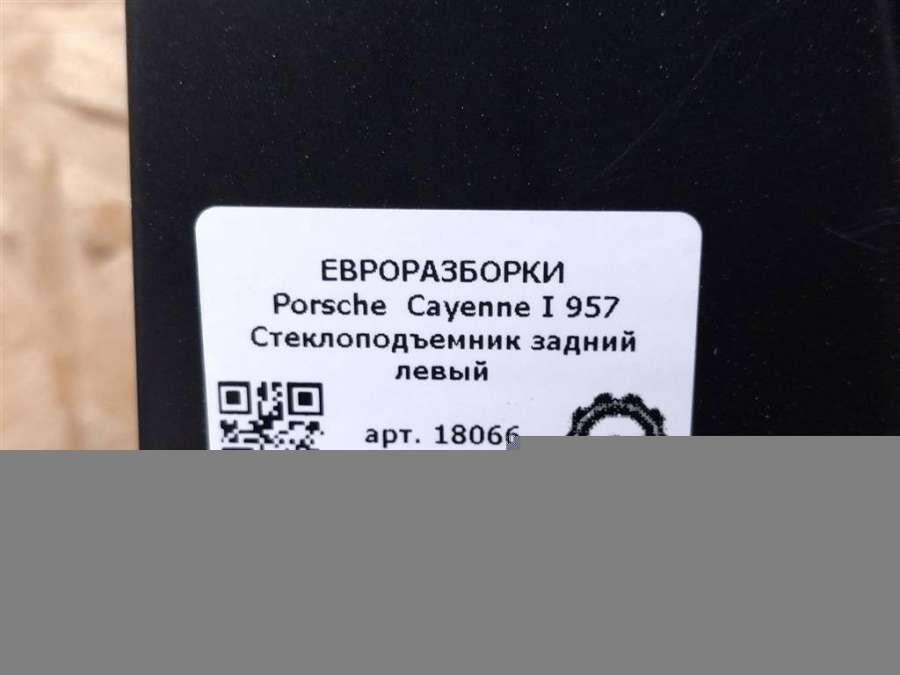 ЕВРОРАЗБОРКИ
Porsche Cayenne I 957
Стеклоподъемник задний
левый
арт. 18066